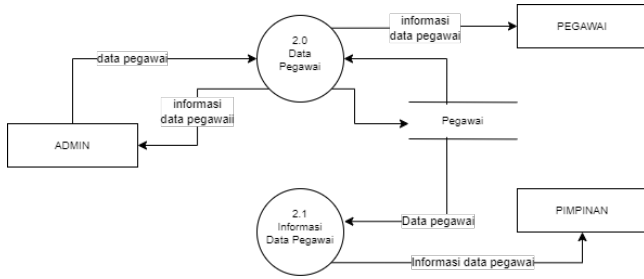 informasi
data pegawai
PEGAWAI
2.0
Data
Pegawai
data pegawai
informasi
data pegawaii
Pegawai
ADMIN
2.1
Informasi
Data Pegawai
Data pegawai
PIMPINAN
Informasi data pegawai